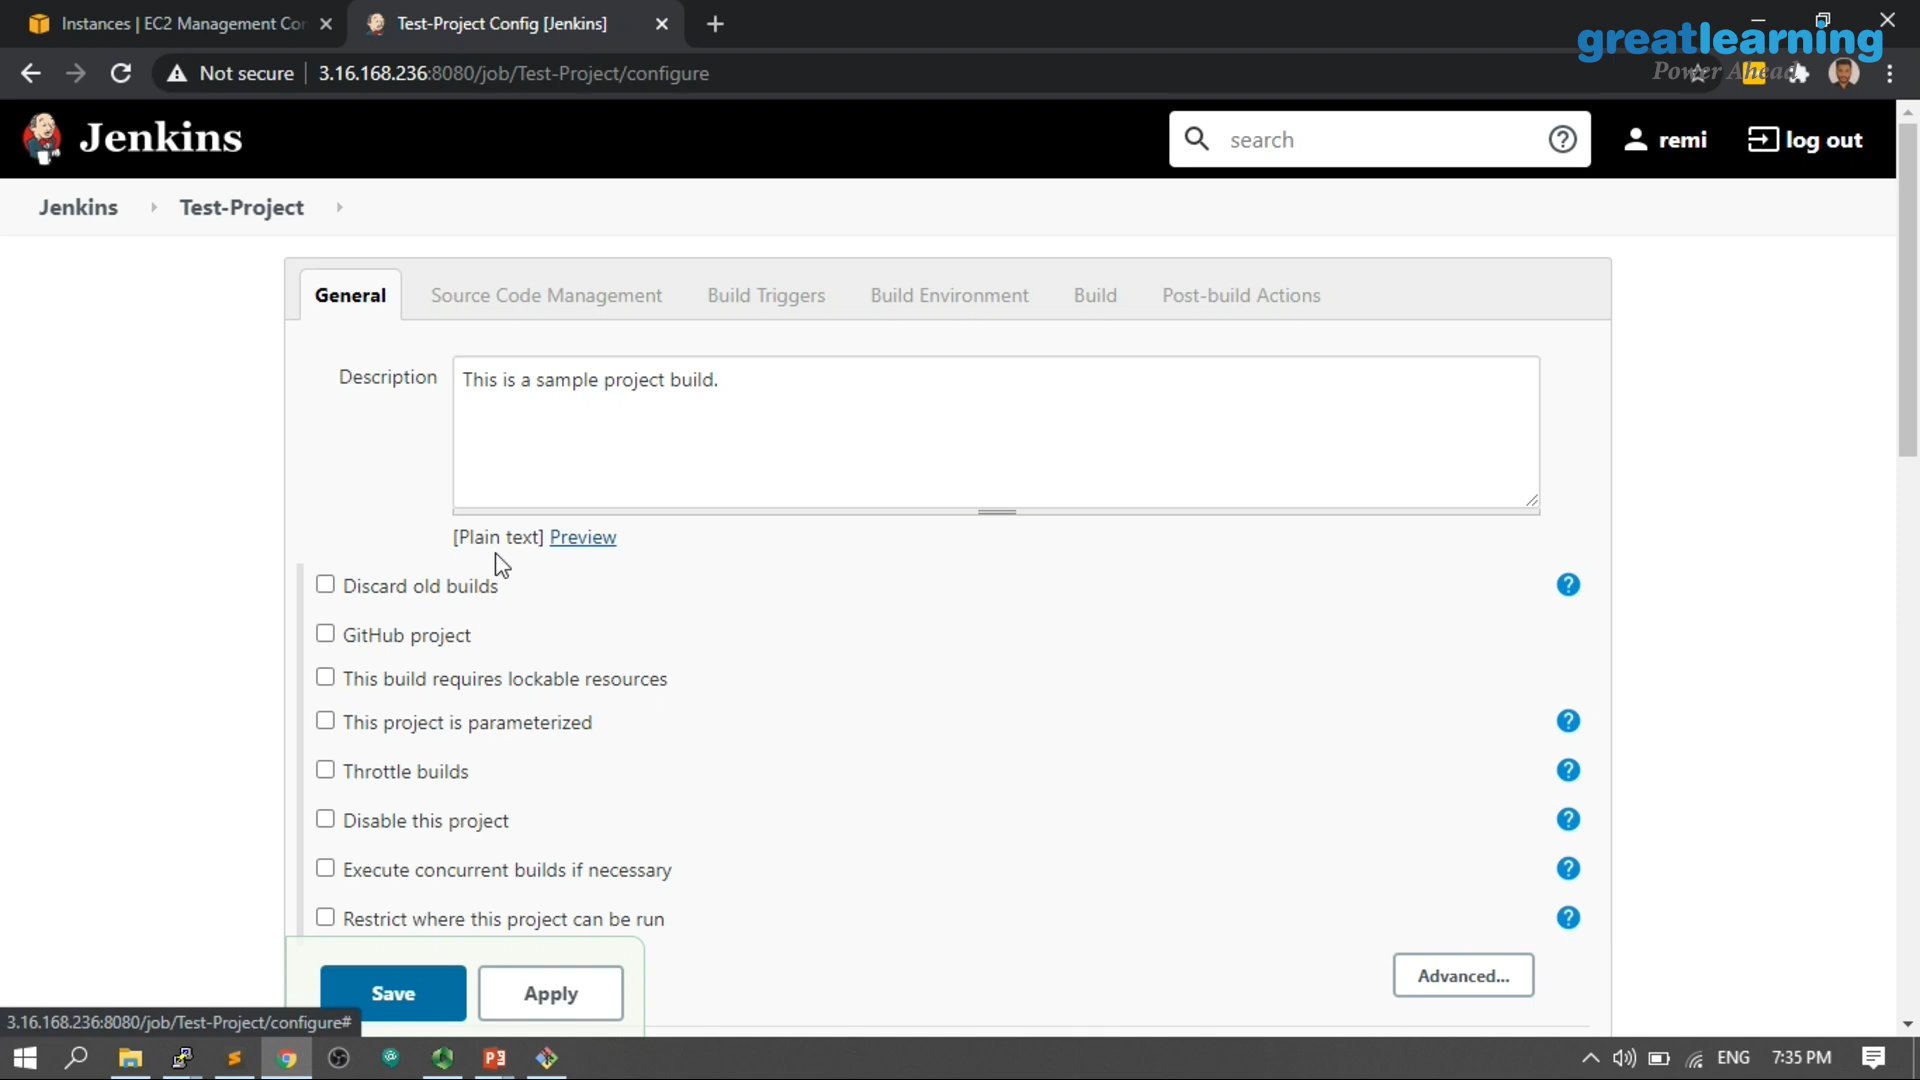 Instances | EC2 Management Cor
Test-Project Config [Jenkins]
greatlearning
Power Ahead
Not secure
3.16.168.236:8080/job/Test-Project/configure
Jenkins
search
remi
log out
Jenkins
Test-Project
General
Source Code Management
Build Triggers
Build Environment
Build
Post-build Actions
Description
This is a sample project build.
[Plain text] Preview
Discard old builds
GitHub project
This build requires lockable resources
This project is parameterized
Throttle builds
Disable this project
Execute concurrent builds if necessary
Restrict where this project can be run
Advanced...
Save
Apply
3.16.168.236:8080/job/Test-Project/configure#
ENG
7:35 PM